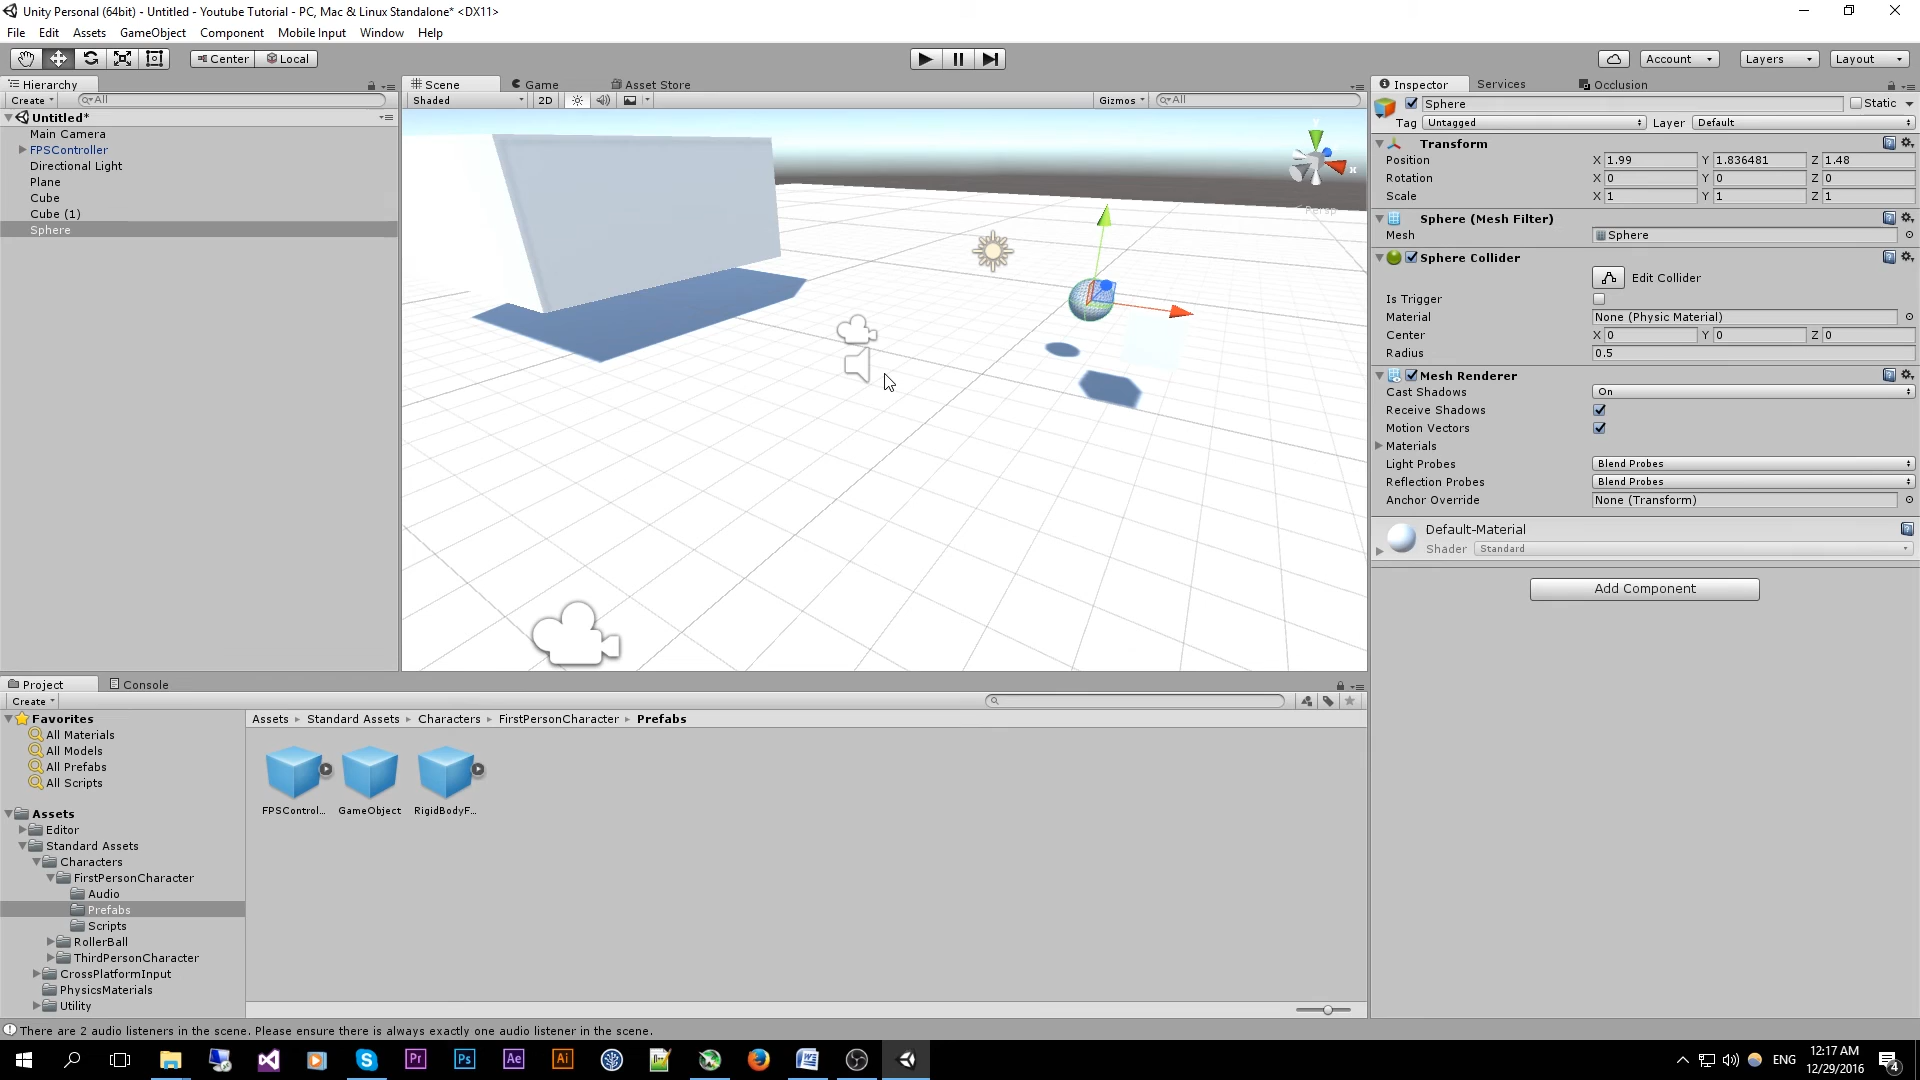 Unity Personal (64bit) - Untitled - Youtube Tutorial - PC, Mac & Linux Standalone* <DX11>
File Edit Assets GameObject Component Mobile Input Window Help
Center Local Account Layers Layout
Hierarchy
Create All
Untitled*
Main Camera
FPSController
Directional Light
Plane
Cube
Cube (1)
Sphere
Scene Game Asset Store
Shaded 2D Gizmos All
x
Persp
Inspector Services Occlusion
Sphere Static
Tag Untagged Layer Default
Transform
Position X 1.99 Y 1.836481 Z 1.48
Rotation X 0 Y 0 Z 0
Scale X 1 Y 1 Z 1
Sphere (Mesh Filter)
Mesh Sphere
Sphere Collider
Edit Collider
Is Trigger
Material None (Physic Material)
Center X 0 Y 0 Z 0
Radius 0.5
Mesh Renderer
Cast Shadows On
Receive Shadows
Motion Vectors
Materials
Light Probes Blend Probes
Reflection Probes Blend Probes
Anchor Override None (Transform)
Default-Material
Shader Standard
Add Component
Project Console
Create
Favorites
All Materials
All Models
All Prefabs
All Scripts
Assets
Editor
Standard Assets
Characters
FirstPersonCharacter
Audio
Prefabs
Scripts
RollerBall
ThirdPersonCharacter
CrossPlatformInput
PhysicsMaterials
Utility
Assets Standard Assets Characters FirstPersonCharacter Prefabs
FPSControl... GameObject RigidBodyF...
There are 2 audio listeners in the scene. Please ensure there is always exactly one audio listener in the scene.
Pr Ps Ae Ai
ENG
12:17 AM
12/29/2016
4